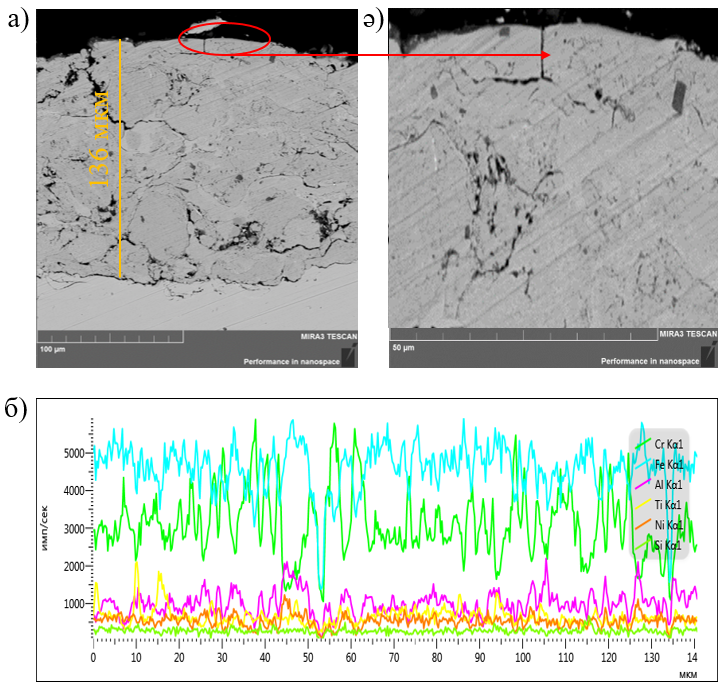 а)
ә)
136 мкм
MIRA3 TESCAN
100 µm
Performance in nanospace
MIRA3 TESCAN
50 µm
Performance in nanospace
б)
имп/сек
5000
4000
3000
2000
1000
Cr Kα1
Fe Kα1
Al Kα1
Ti Kα1
Ni Kα1
Si Kα1
0 10 20 30 40 50 60 70 80 90 100 110 120 130 14
мкм